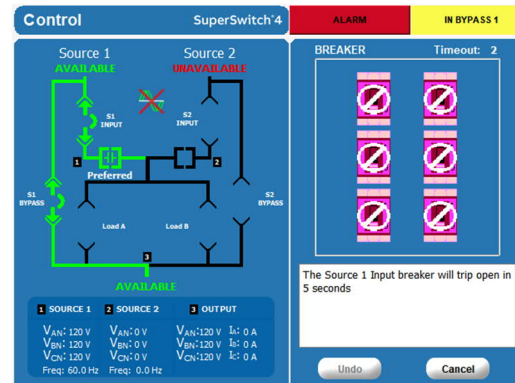 Control
SuperSwitch'4
ALARM
IN BYPASS 1
Source 1
AVAILABLE
Source 2
UNAVAILABLE
S1
INPUT
S2
INPUT
1
2
Preferred
S1
BYPASS
S2
BYPASS
Load A
Load B
3
AVAILABLE
1 SOURCE 1
VAN: 120 V
VBN: 120 V
VCN: 120 V
Freq: 60.0 Hz
2 SOURCE 2
VAN: 0 V
VBN: 0 V
VCN: 0 V
Freq: 0.0 Hz
3 OUTPUT
VAN:120 V IA: 0 A
VBN:120 V IB: 0 A
VCN:120 V IC: 0 A
BREAKER
Timeout: 2
The Source 1 Input breaker will trip open in
5 seconds
Undo
Cancel